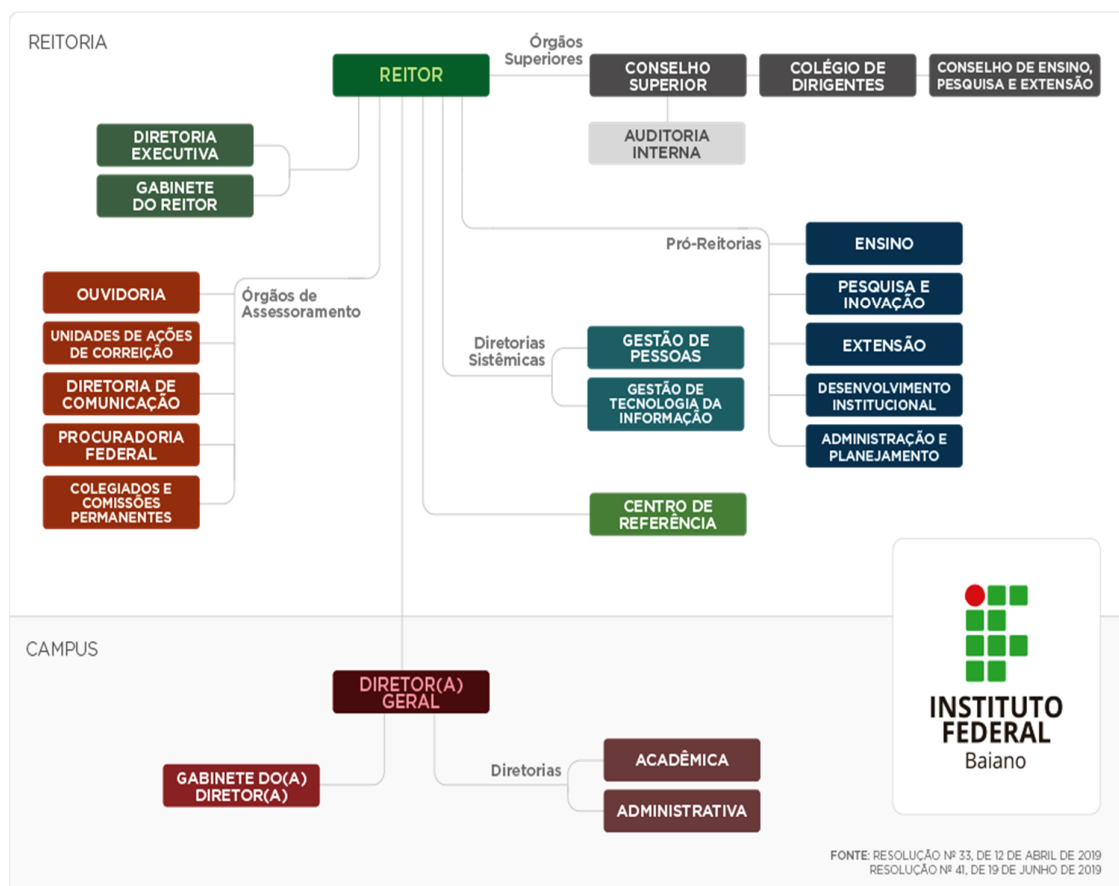 REITORIA
REITOR
Órgãos
Superiores
CONSELHO
SUPERIOR
COLÉGIO DE
DIRIGENTES
CONSELHO DE ENSINO,
PESQUISA E EXTENSÃO
AUDITORIA
INTERNA
DIRETORIA
EXECUTIVA
GABINETE
DO REITOR
Órgãos de
Assessoramento
OUVIDORIA
UNIDADES DE AÇÕES
DE CORREIÇÃO
DIRETORIA DE
COMUNICAÇÃO
PROCURADORIA
FEDERAL
COLEGIADOS E
COMISSÕES
PERMANENTES
Pró-Reitorias
ENSINO
PESQUISA E
INOVAÇÃO
EXTENSÃO
DESENVOLVIMENTO
INSTITUCIONAL
ADMINISTRAÇÃO E
PLANEJAMENTO
Diretorias
Sistêmicas
GESTÃO DE
PESSOAS
GESTÃO DE
TECNOLOGIA DA
INFORMAÇÃO
CENTRO DE
REFERÊNCIA
CAMPUS
DIRETOR(A)
GERAL
GABINETE DO(A)
DIRETOR(A)
Diretorias
ACADÊMICA
ADMINISTRATIVA
INSTITUTO
FEDERAL
Baiano
FONTE: RESOLUÇÃO Nº 33, DE 12 DE ABRIL DE 2019
RESOLUÇÃO Nº 41, DE 19 DE JUNHO DE 2019